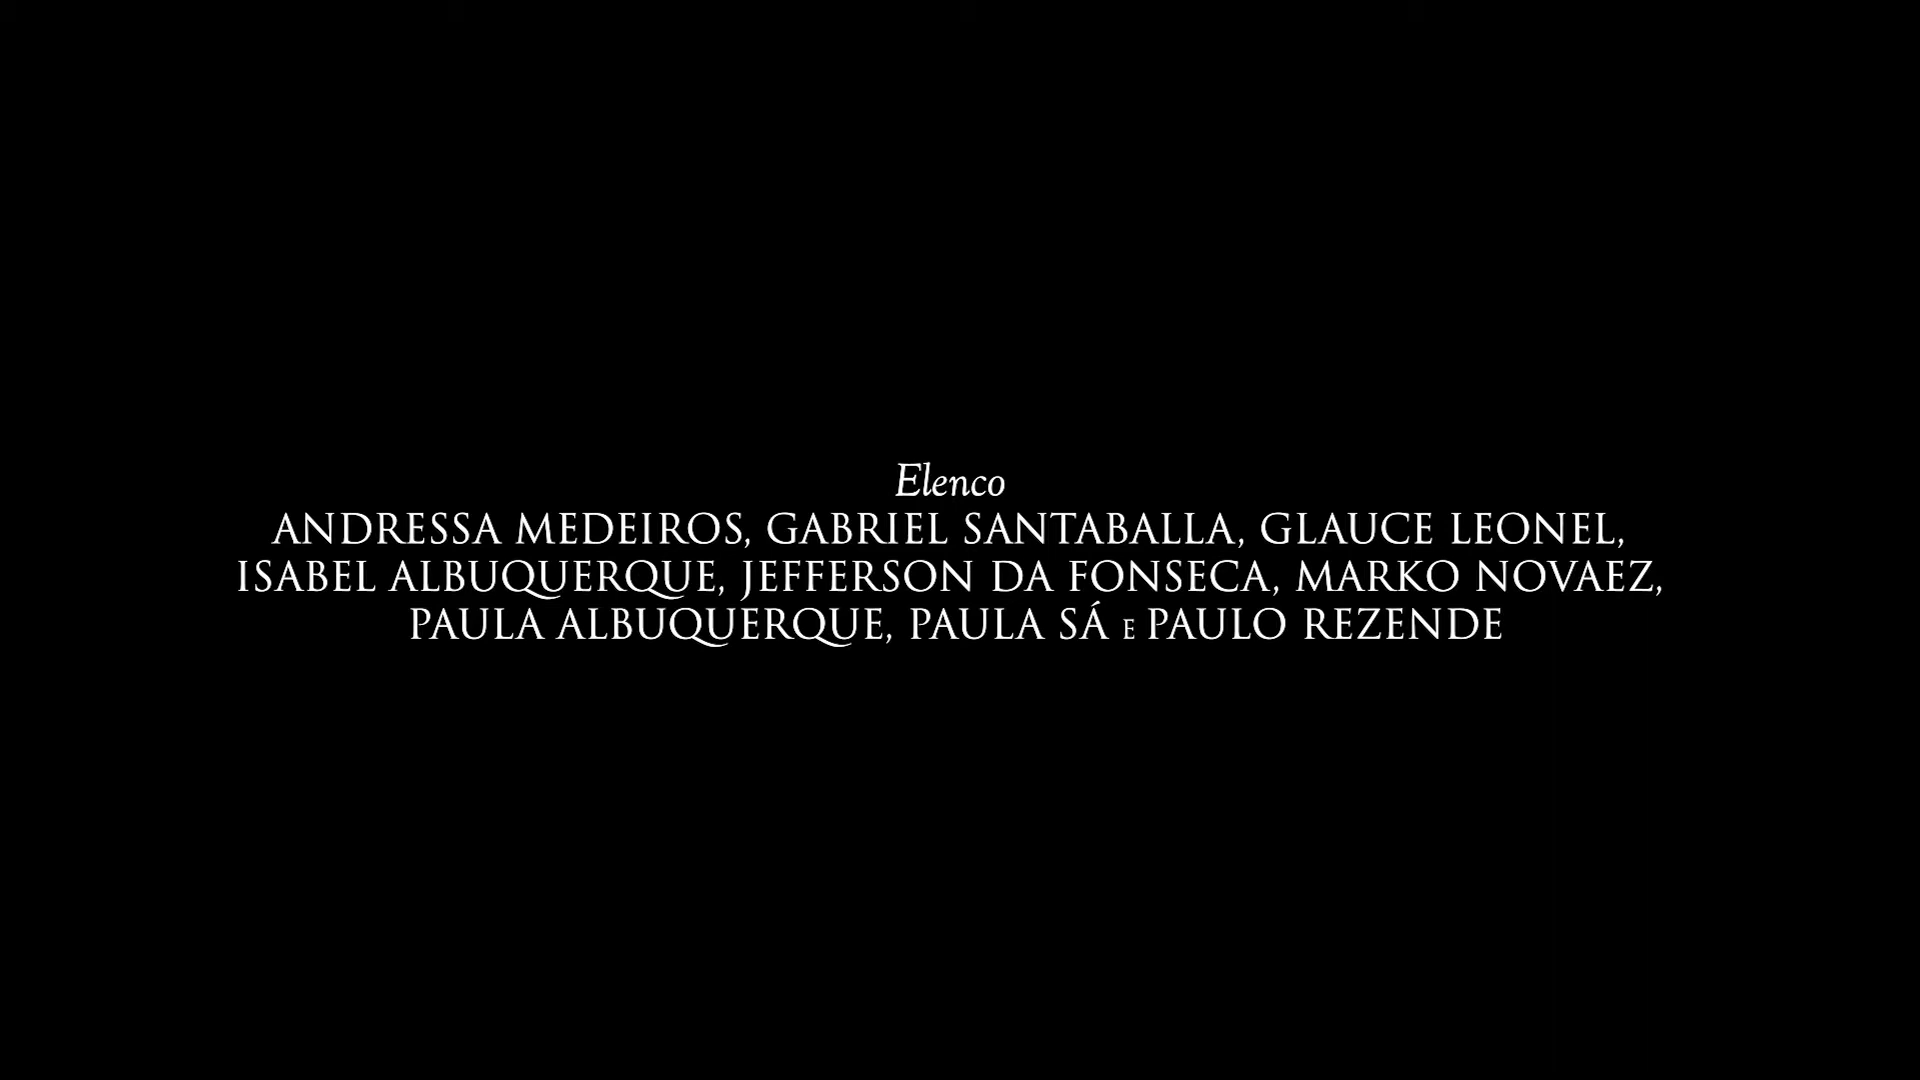 Elenco
ANDRESSA MEDEIROS, GABRIEL SANTABALLA, GLAUCE LEONEL,
ISABEL ALBUQUERQUE, JEFFERSON DA FONSECA, MARKO NOVAEZ,
PAULA ALBUQUERQUE, PAULA SÁ E PAULO REZENDE